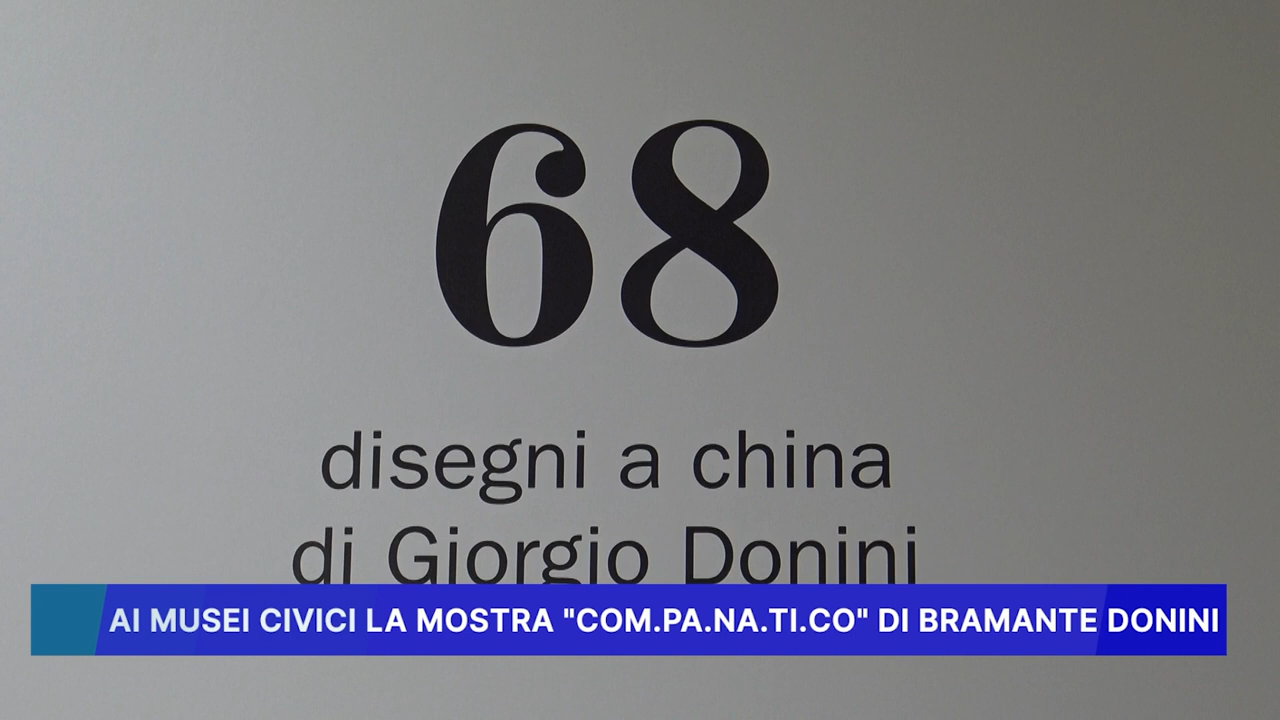 68
disegni a china
di Giorgio Donini
AI MUSEI CIVICI LA MOSTRA "COM.PA.NA.TI.CO" DI BRAMANTE DONINI